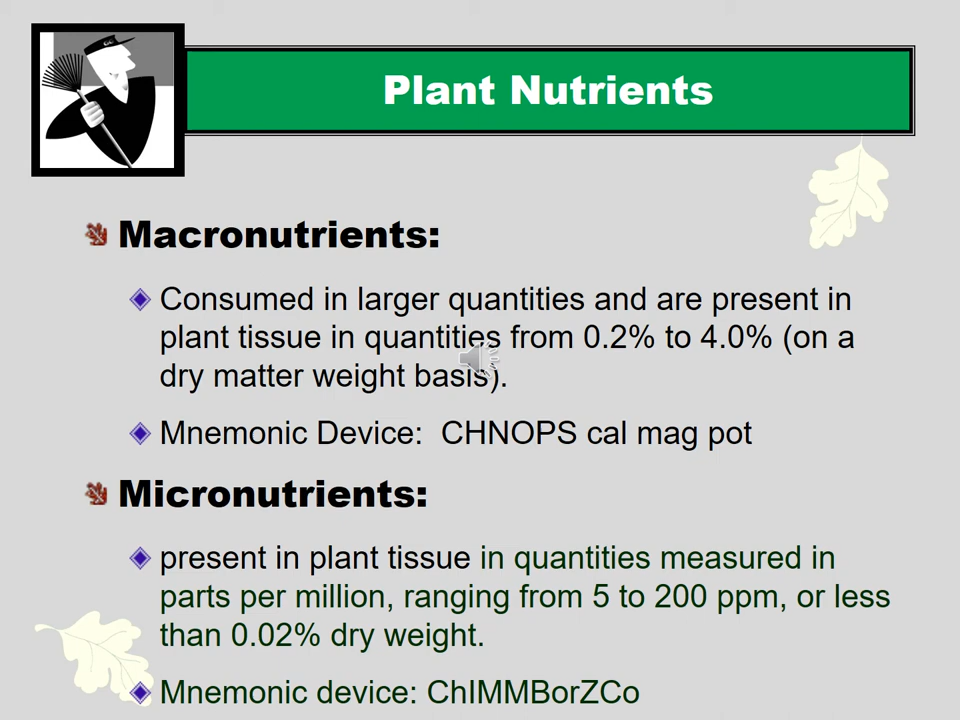 Plant Nutrients
Macronutrients:
Consumed in larger quantities and are present in
plant tissue in quantities from 0.2% to 4.0% (on a
dry matter weight basis).
Mnemonic Device: CHNOPS cal mag pot
Micronutrients:
present in plant tissue in quantities measured in
parts per million, ranging from 5 to 200 ppm, or less
than 0.02% dry weight.
Mnemonic device: ChIMMBorZCo